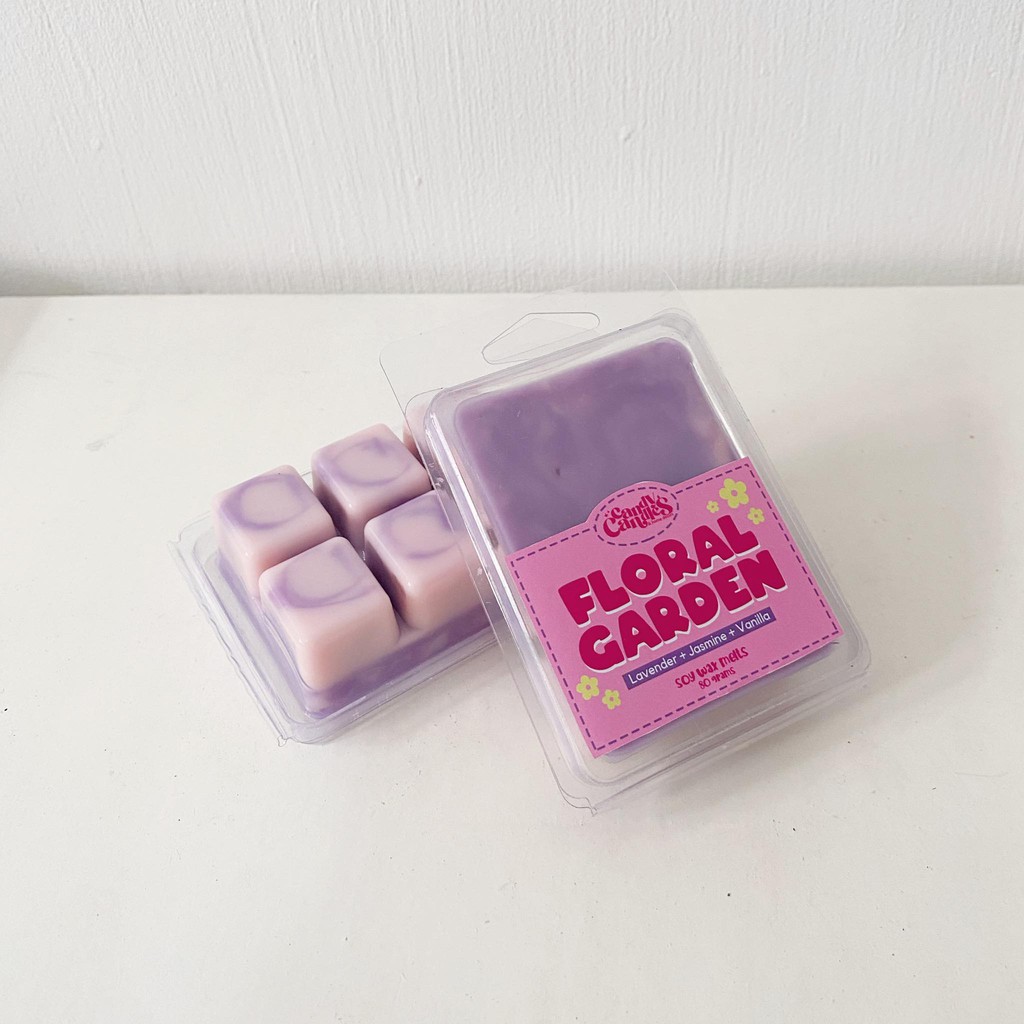 Candy
Candles
FLORAL
GARDEN
Lavender + Jasmine + Vanilla
SOY WAX MELTS
80 grams